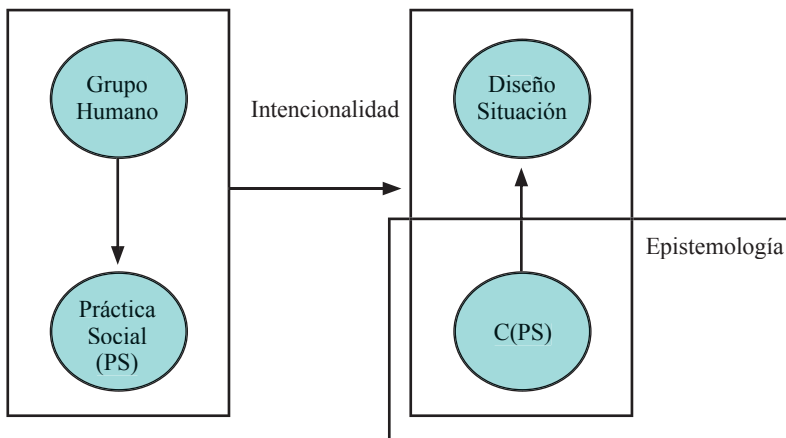 Grupo
Humano
Intencionalidad
Diseño
Situación
Epistemología
Práctica
Social
(PS)
C(PS)